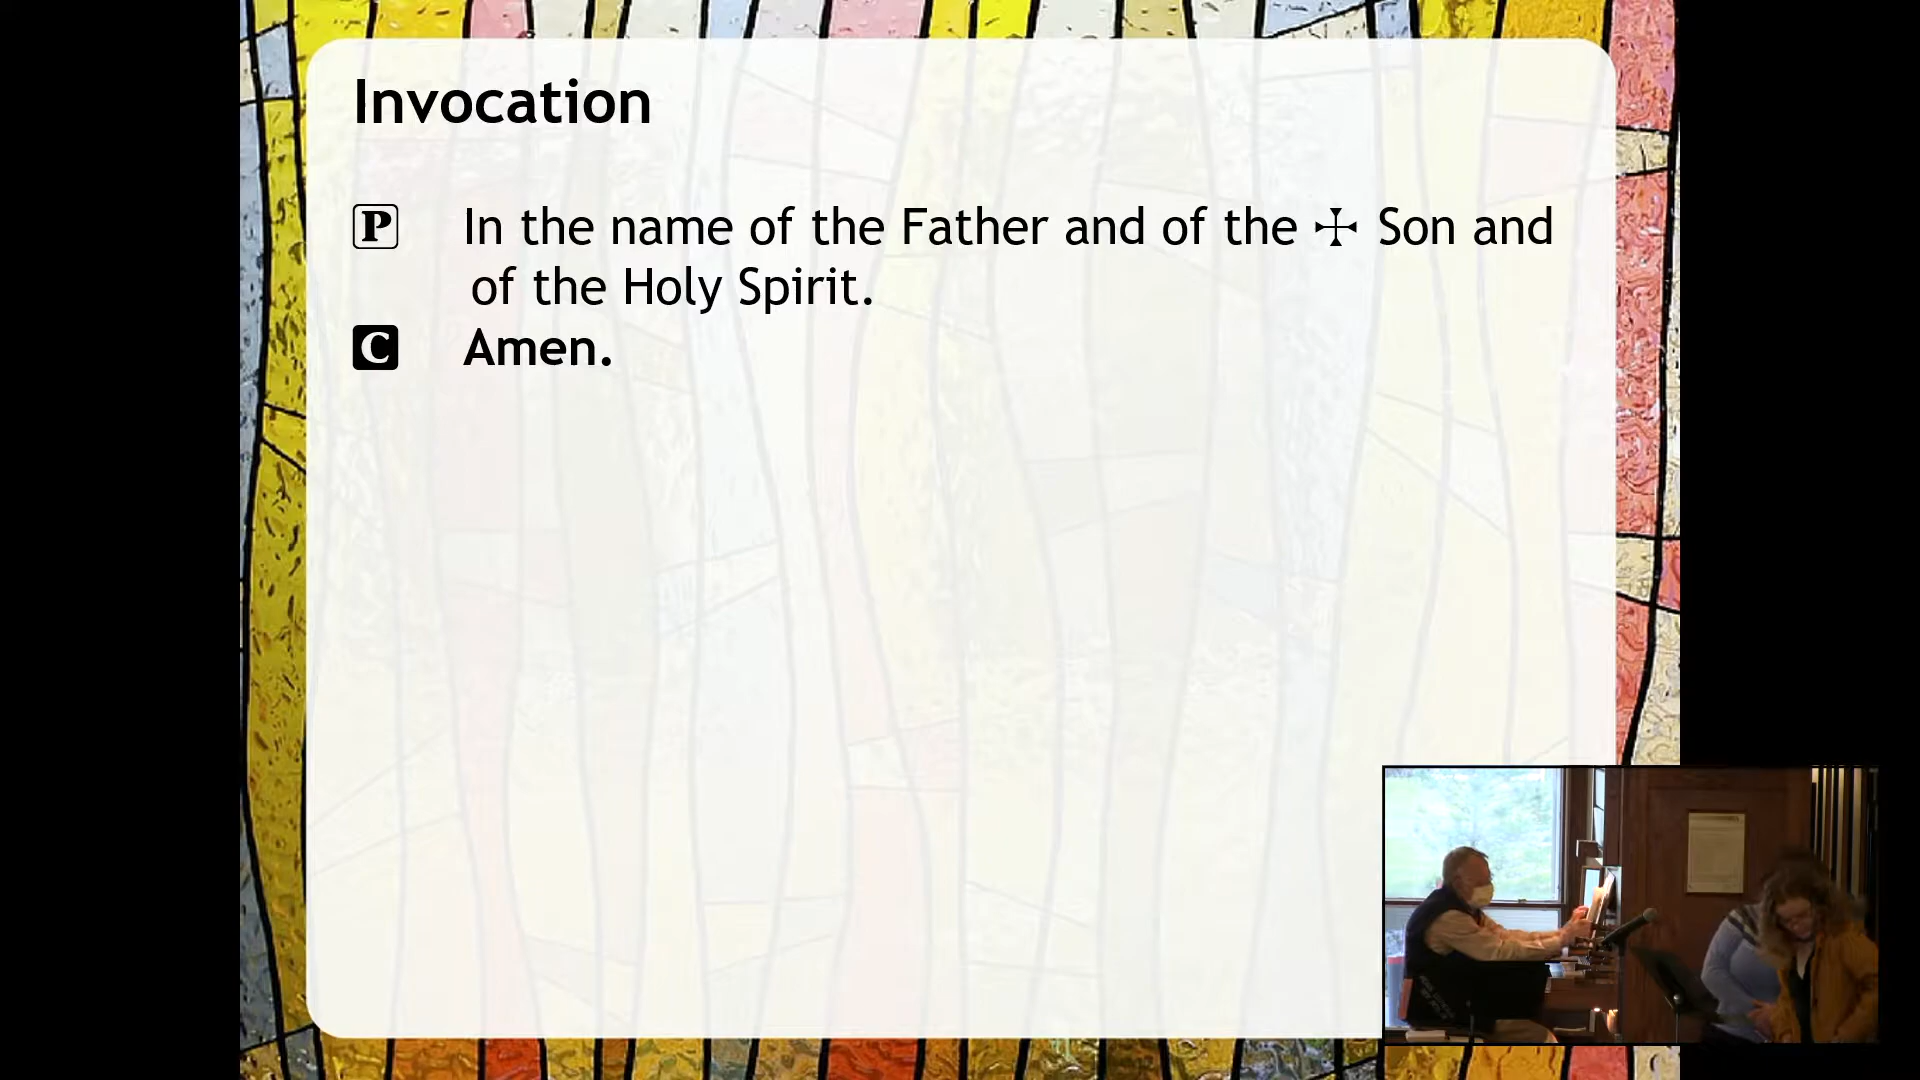 Invocation
P In the name of the Father and of the ☩ Son and
of the Holy Spirit.
C Amen.